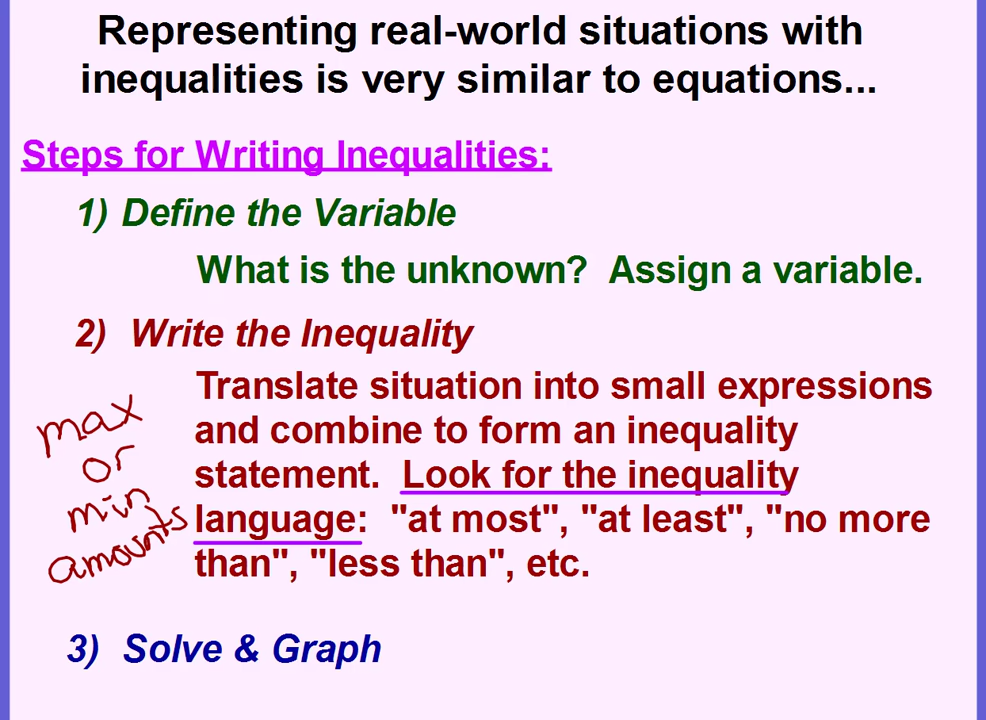 Representing real-world situations with
inequalities is very similar to equations...
Steps for Writing Inequalities:
1) Define the Variable
What is the unknown? Assign a variable.
2) Write the Inequality
Translate situation into small expressions
and combine to form an inequality
statement. Look for the inequality
language: "at most", "at least", "no more
than", "less than", etc.
max
or
min
amounts
3) Solve & Graph